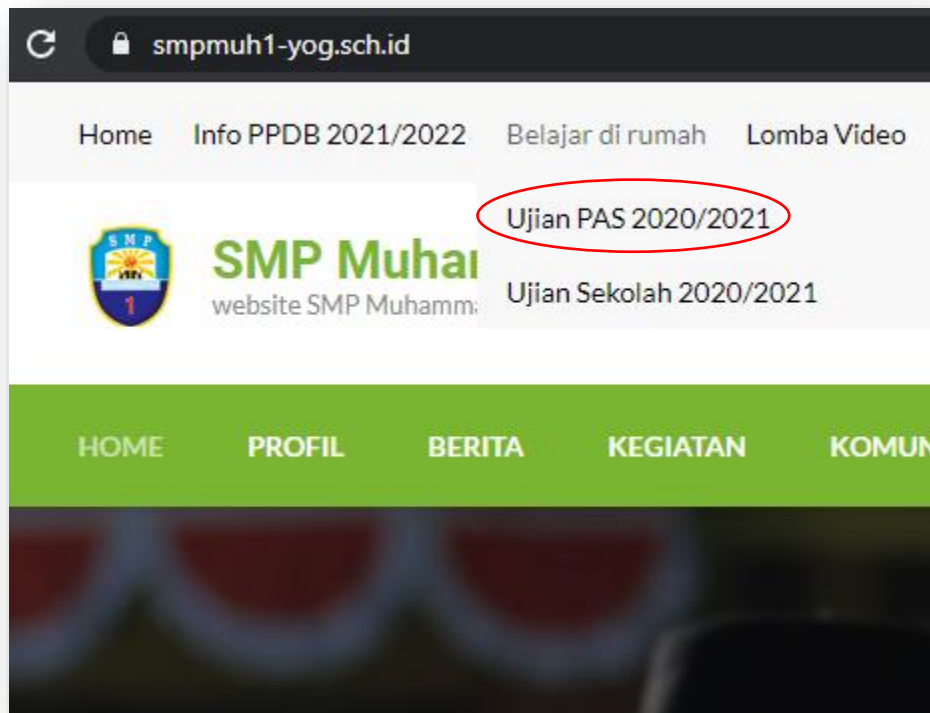 smpmuh1-yog.sch.id
Home Info PPDB 2021/2022 Belajar di rumah Lomba Video
Ujian PAS 2020/2021
SMP
1
SMP Muha
website SMP Muhamm
Ujian Sekolah 2020/2021
HOME PROFIL BERITA KEGIATAN KOMUN